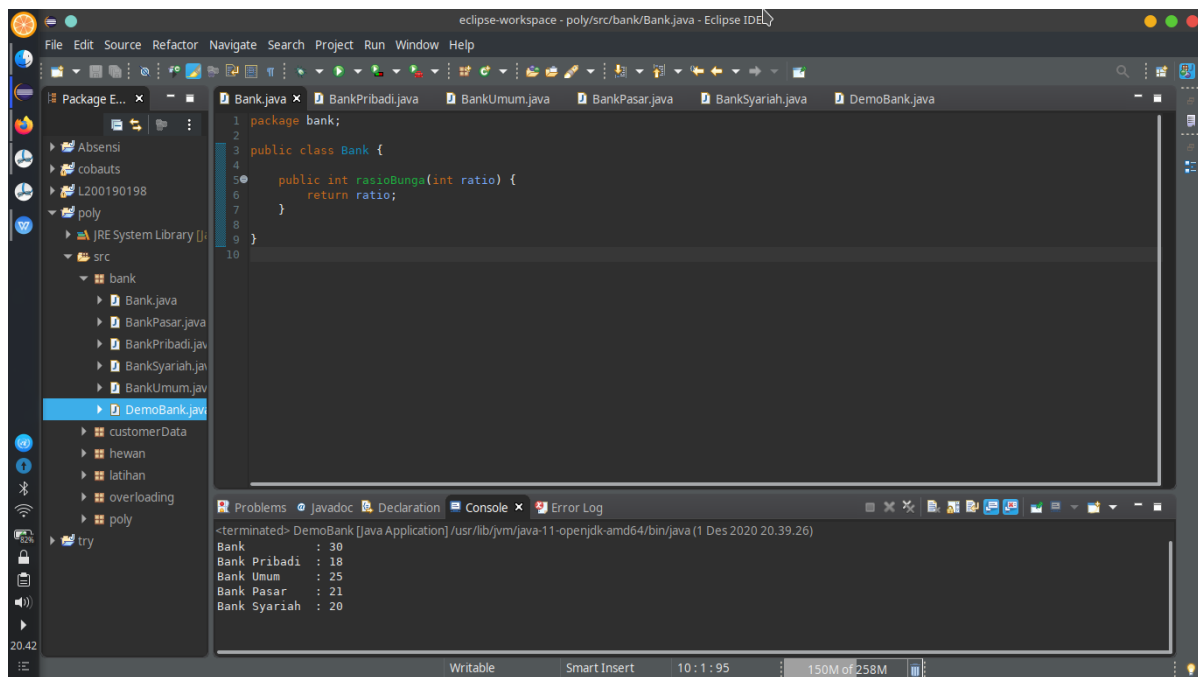 eclipse-workspace - poly/src/bank/Bank.java - Eclipse IDE
File Edit Source Refactor Navigate Search Project Run Window Help
Package E...
Bank.java
BankPribadi.java
BankUmum.java
BankPasar.java
BankSyariah.java
DemoBank.java
Absensi
cobauts
L200190198
poly
JRE System Library [Ja
src
bank
Bank.java
BankPasar.java
BankPribadi.jav
BankSyariah.jav
BankUmum.jav
DemoBank.java
customerData
hewan
latihan
overloading
poly
try
1 package bank;
2
3 public class Bank {
4
5 public int rasioBunga(int ratio) {
6 return ratio;
7 }
8
9 }
10
Problems Javadoc Declaration Console Error Log
<terminated> DemoBank [Java Application] /usr/lib/jvm/java-11-openjdk-amd64/bin/java (1 Des 2020 20.39.26)
Bank : 30
Bank Pribadi : 18
Bank Umum : 25
Bank Pasar : 21
Bank Syariah : 20
82%
20.42
Writable Smart Insert 10:1:95 150M of 258M